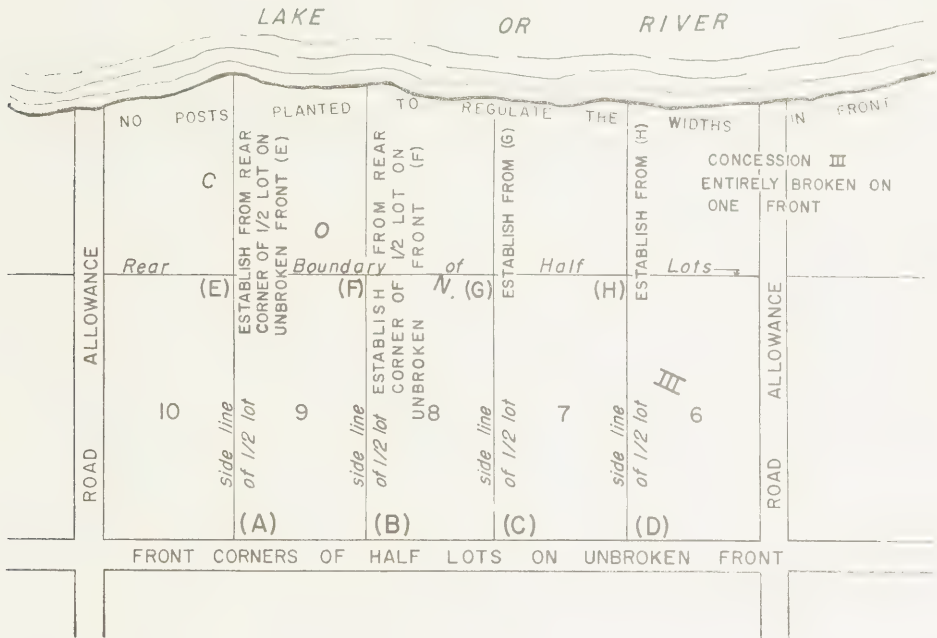 LAKE OR RIVER
NO POSTS PLANTED TO REGULATE THE WIDTHS IN FRONT
CONCESSION III
ENTIRELY BROKEN ON
ONE FRONT
C O N. III
ESTABLISH FROM REAR
CORNER OF 1/2 LOT ON
UNBROKEN FRONT (E)
ESTABLISH FROM REAR
CORNER OF 1/2 LOT ON
UNBROKEN FRONT (F)
ESTABLISH FROM (G)
ESTABLISH FROM (H)
Rear Boundary of Half Lots
(E) (F) (G) (H)
ROAD ALLOWANCE
10 9 8 7 6
side line
of 1/2 lot
side line
of 1/2 lot
side line
of 1/2 lot
side line
of 1/2 lot
ROAD ALLOWANCE
(A) (B) (C) (D)
FRONT CORNERS OF HALF LOTS ON UNBROKEN FRONT